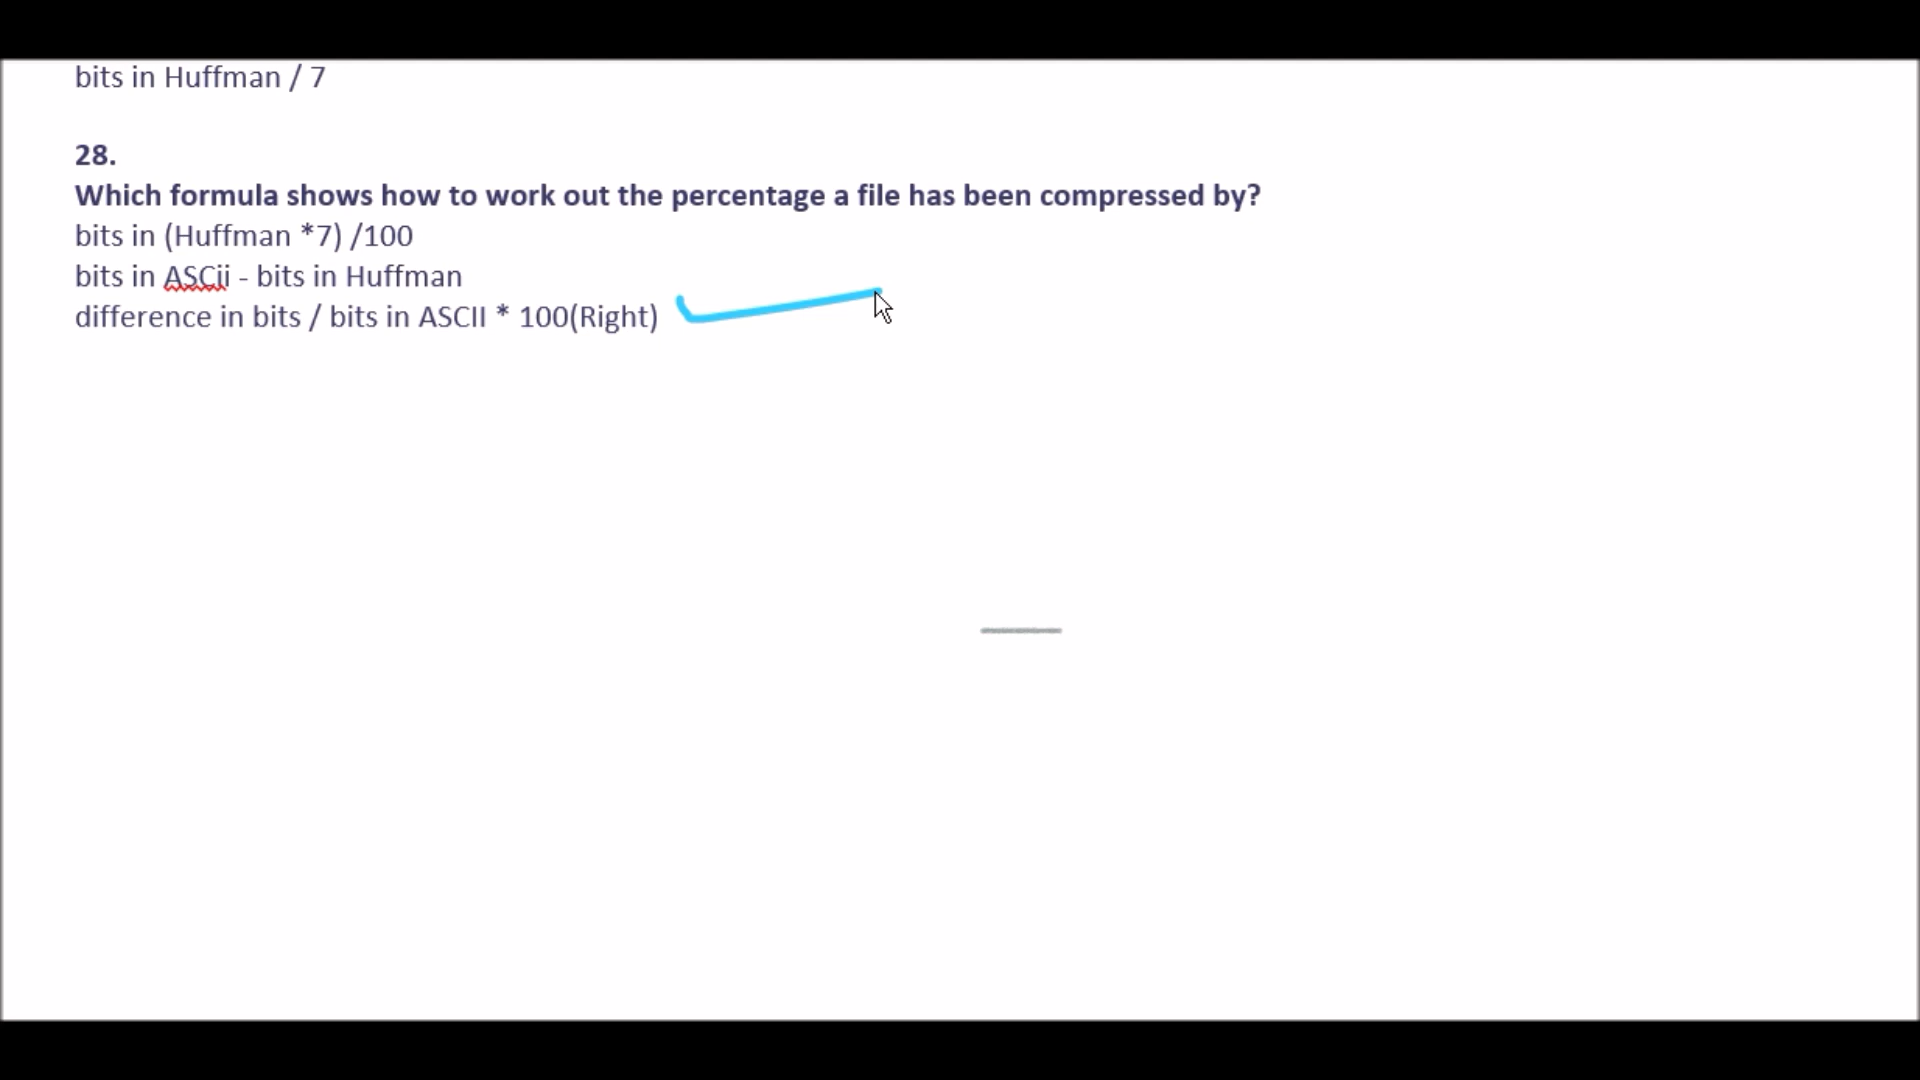 bits in Huffman / 7
28.
Which formula shows how to work out the percentage a file has been compressed by?
bits in (Huffman *7) /100
bits in ASCii - bits in Huffman
difference in bits / bits in ASCII * 100(Right)